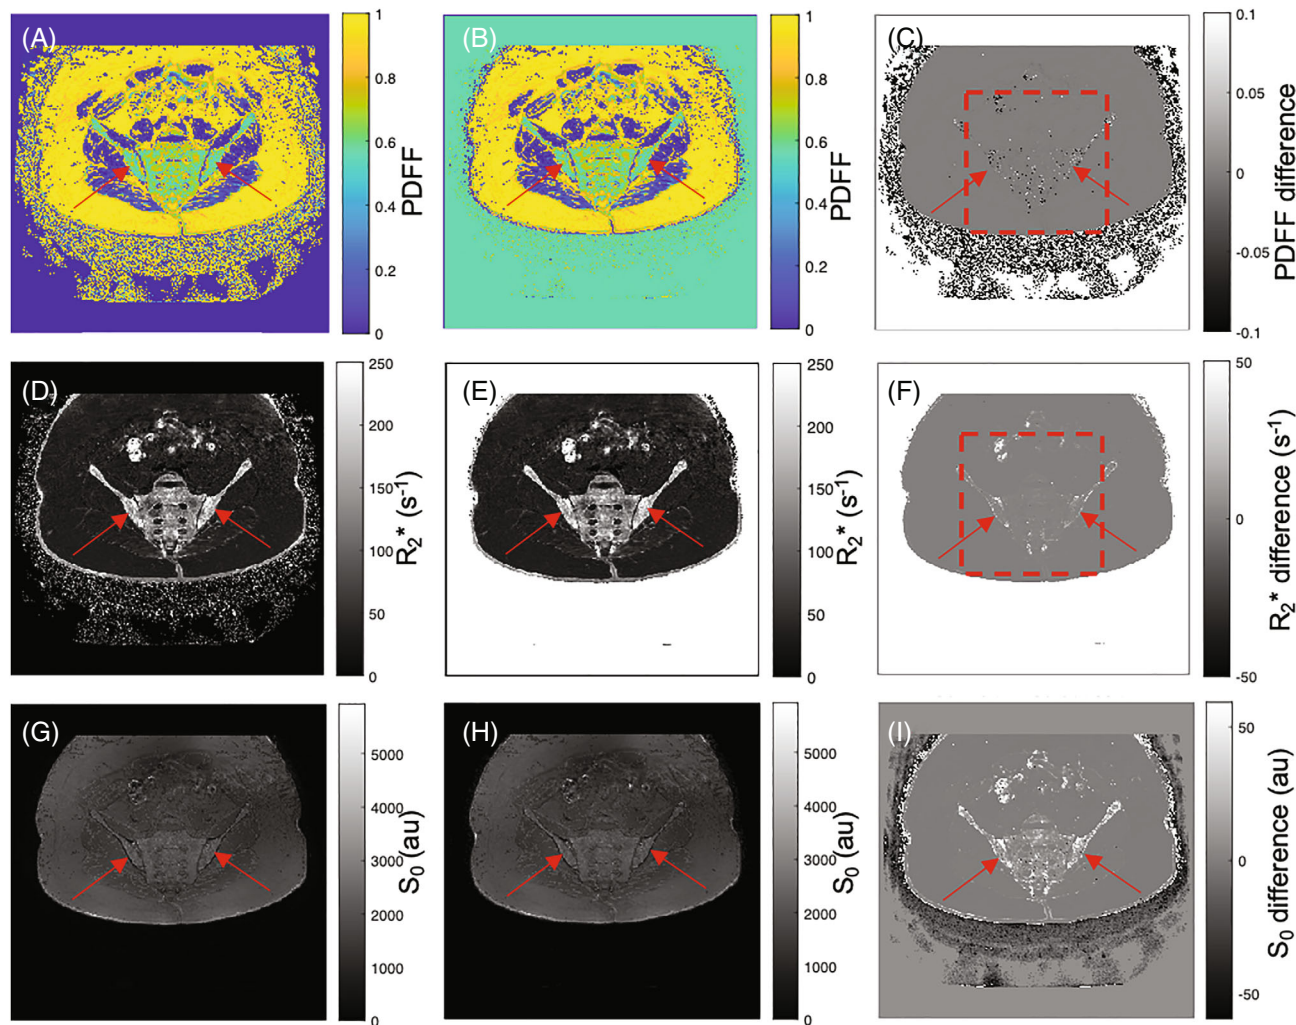 (A)
1
0.8
0.6
0.4
0.2
0
PDFF
(B)
1
0.8
0.6
0.4
0.2
0
PDFF
(C)
0.1
0.05
0
-0.05
-0.1
PDFF difference
(D)
250
200
150
100
50
0
R₂* (s⁻¹)
(E)
250
200
150
100
50
0
R₂* (s⁻¹)
(F)
50
0
-50
R₂* difference (s⁻¹)
(G)
5000
4000
3000
2000
1000
0
S₀ (au)
(H)
5000
4000
3000
2000
1000
0
S₀ (au)
(I)
50
0
-50
S₀ difference (au)